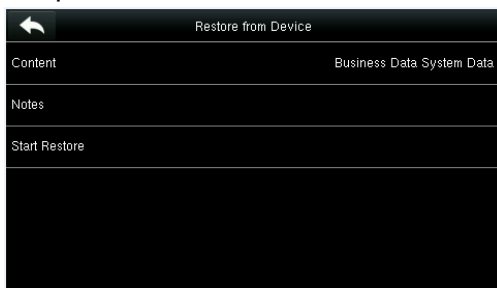 Restore from Device
Content Business Data System Data
Notes
Start Restore